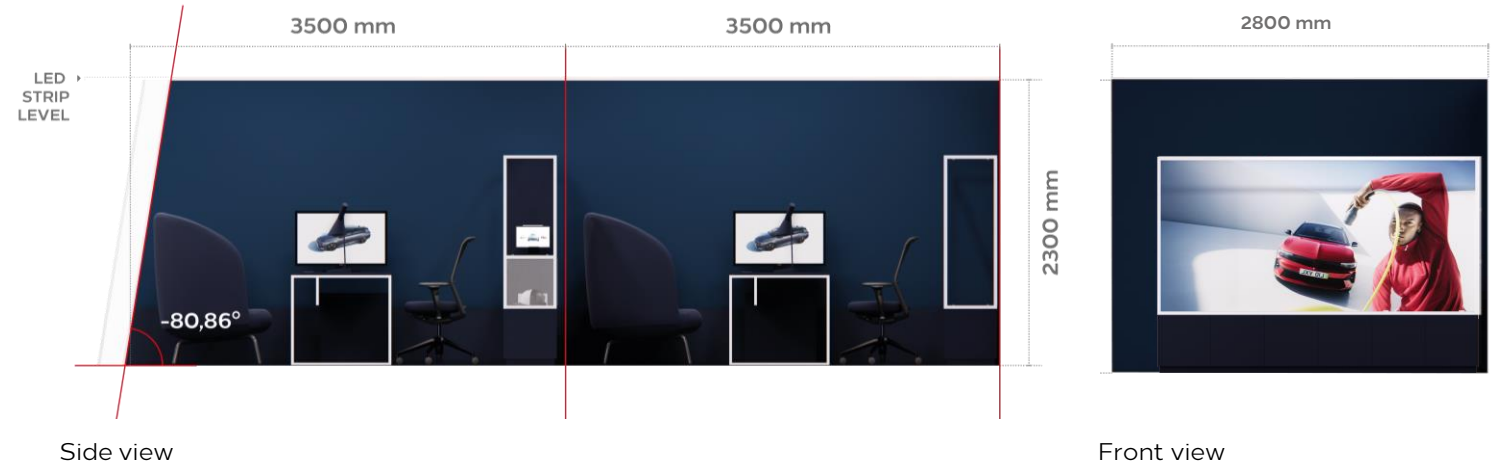 3500 mm
3500 mm
2800 mm
LED
STRIP
LEVEL
2300 mm
-80,86°
Side view
Front view